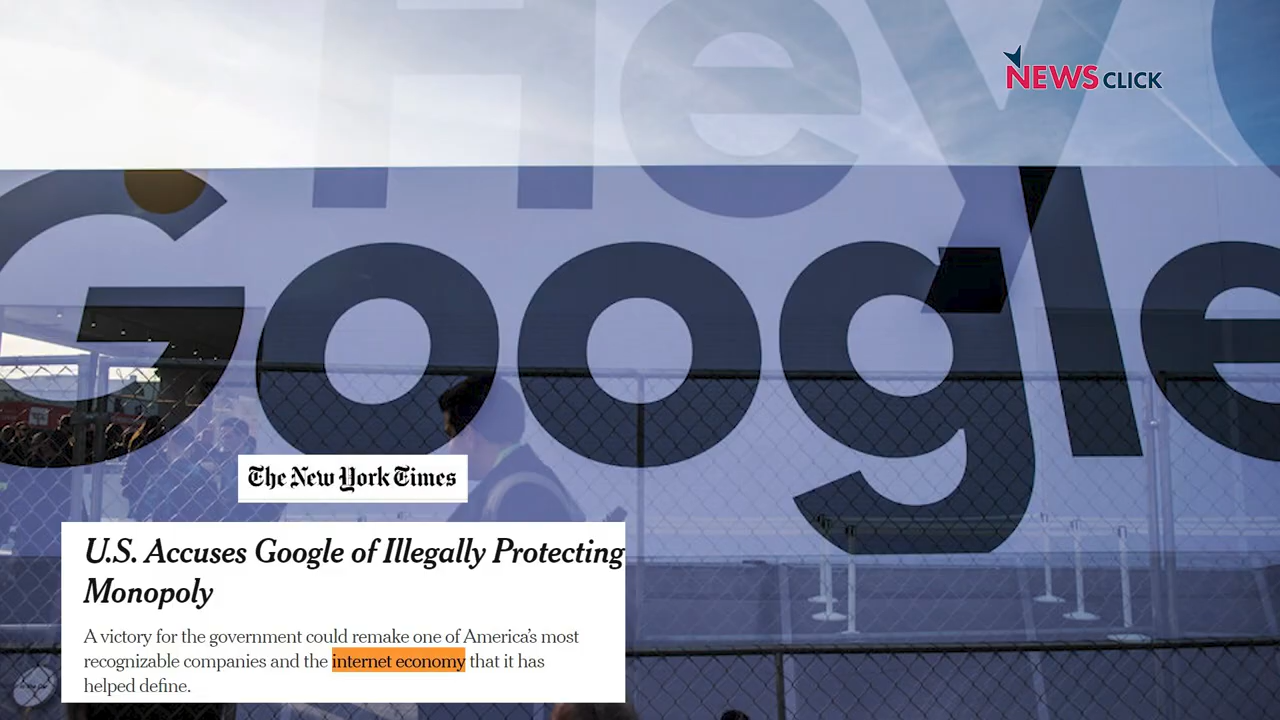 Hey G
NEWSCLICK
Google
The New York Times
U.S. Accuses Google of Illegally Protecting
Monopoly
A victory for the government could remake one of America's most
recognizable companies and the internet economy that it has
helped define.